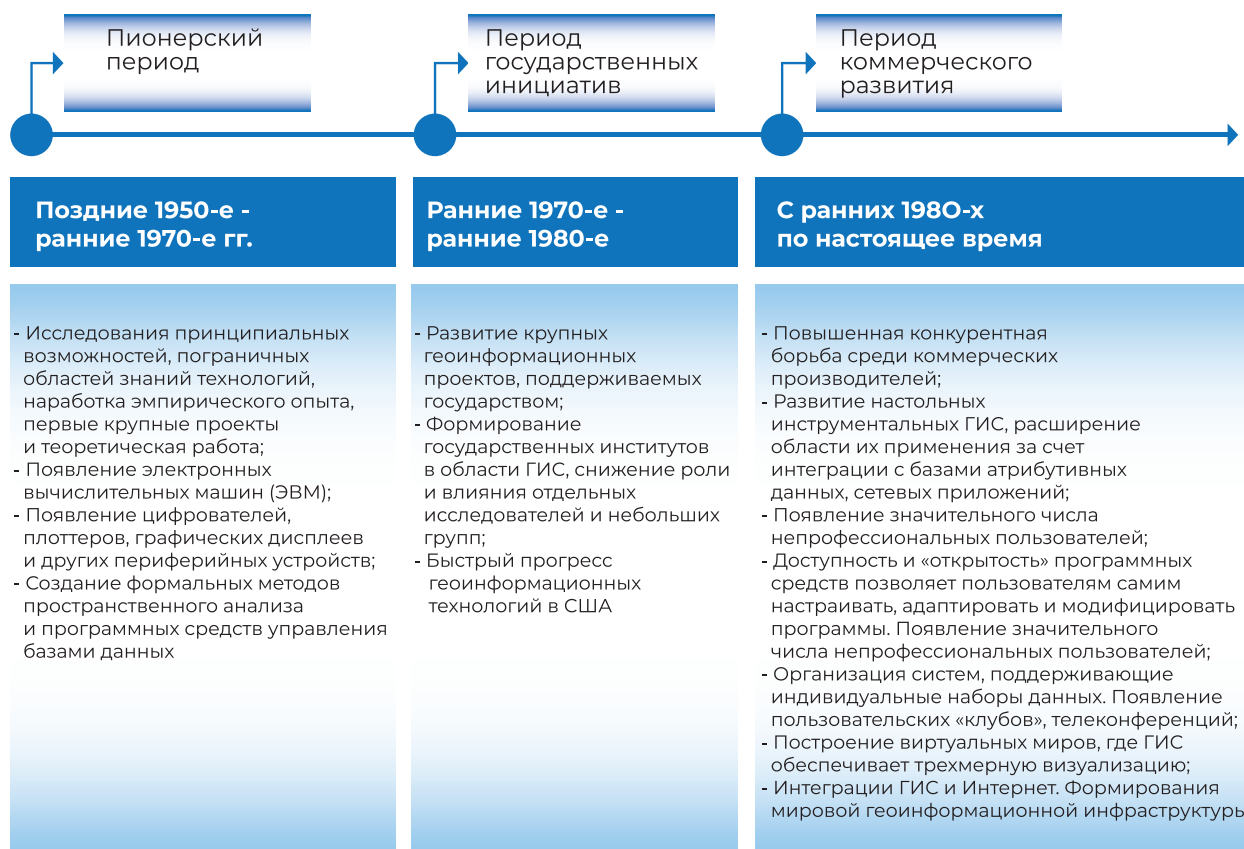 Пионерский
период
Период
государственных
инициатив
Период
коммерческого
развития
Поздние 1950-е -
ранние 1970-е гг.
Ранние 1970-е -
ранние 1980-е
С ранних 198О-х
по настоящее время
- Исследования принципиальных
возможностей, пограничных
областей знаний технологий,
наработка эмпирического опыта,
первые крупные проекты
и теоретическая работа;
- Появление электронных
вычислительных машин (ЭВМ);
- Появление цифрователей,
плоттеров, графических дисплеев
и других периферийных устройств;
- Создание формальных методов
пространственного анализа
и программных средств управления
базами данных
- Развитие крупных
геоинформационных
проектов, поддерживаемых
государством;
- Формирование
государственных институтов
в области ГИС, снижение роли
и влияния отдельных
исследователей и небольших
групп;
- Быстрый прогресс
геоинформационных
технологий в США
- Повышенная конкурентная
борьба среди коммерческих
производителей;
- Развитие настольных
инструментальных ГИС, расширение
области их применения за счет
интеграции с базами атрибутивных
данных, сетевых приложений;
- Появление значительного числа
непрофессиональных пользователей;
- Доступность и «открытость» программных
средств позволяет пользователям самим
настраивать, адаптировать и модифицировать
программы. Появление значительного
числа непрофессиональных пользователей;
- Организация систем, поддерживающие
индивидуальные наборы данных. Появление
пользовательских «клубов», телеконференций;
- Построение виртуальных миров, где ГИС
обеспечивает трехмерную визуализацию;
- Интеграции ГИС и Интернет. Формирования
мировой геоинформационной инфраструктуры